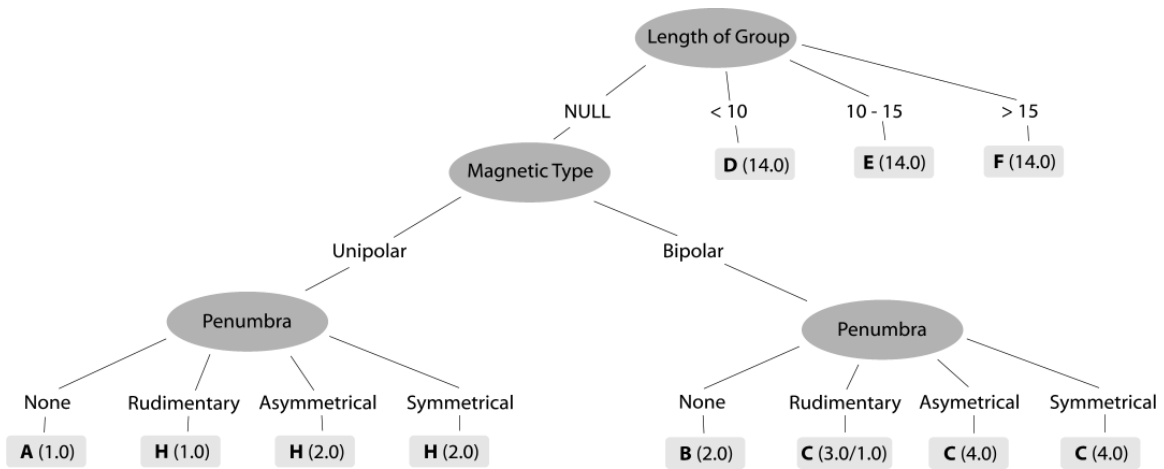 Length of Group
NULL
< 10
10 - 15
> 15
D (14.0)
E (14.0)
F (14.0)
Magnetic Type
Unipolar
Bipolar
Penumbra
Penumbra
None
Rudimentary
Asymmetrical
Symmetrical
None
Rudimentary
Asymetrical
Symmetrical
A (1.0)
H (1.0)
H (2.0)
H (2.0)
B (2.0)
C (3.0/1.0)
C (4.0)
C (4.0)